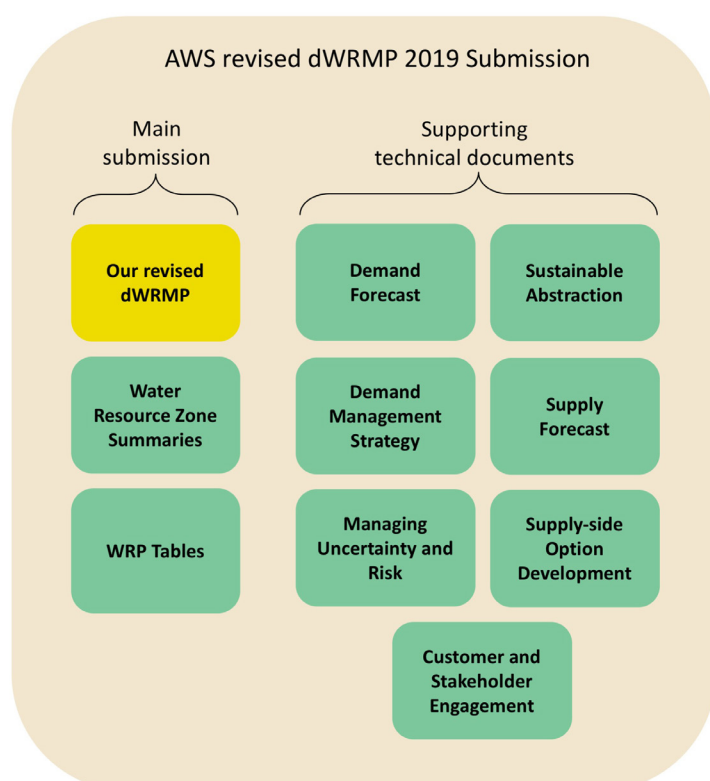 AWS revised dWRMP 2019 Submission
Main
submission
Supporting
technical documents
Our revised
dWRMP
Demand
Forecast
Sustainable
Abstraction
Water
Resource Zone
Summaries
Demand
Management
Strategy
Supply
Forecast
WRP Tables
Managing
Uncertainty and
Risk
Supply-side
Option
Development
Customer and
Stakeholder
Engagement